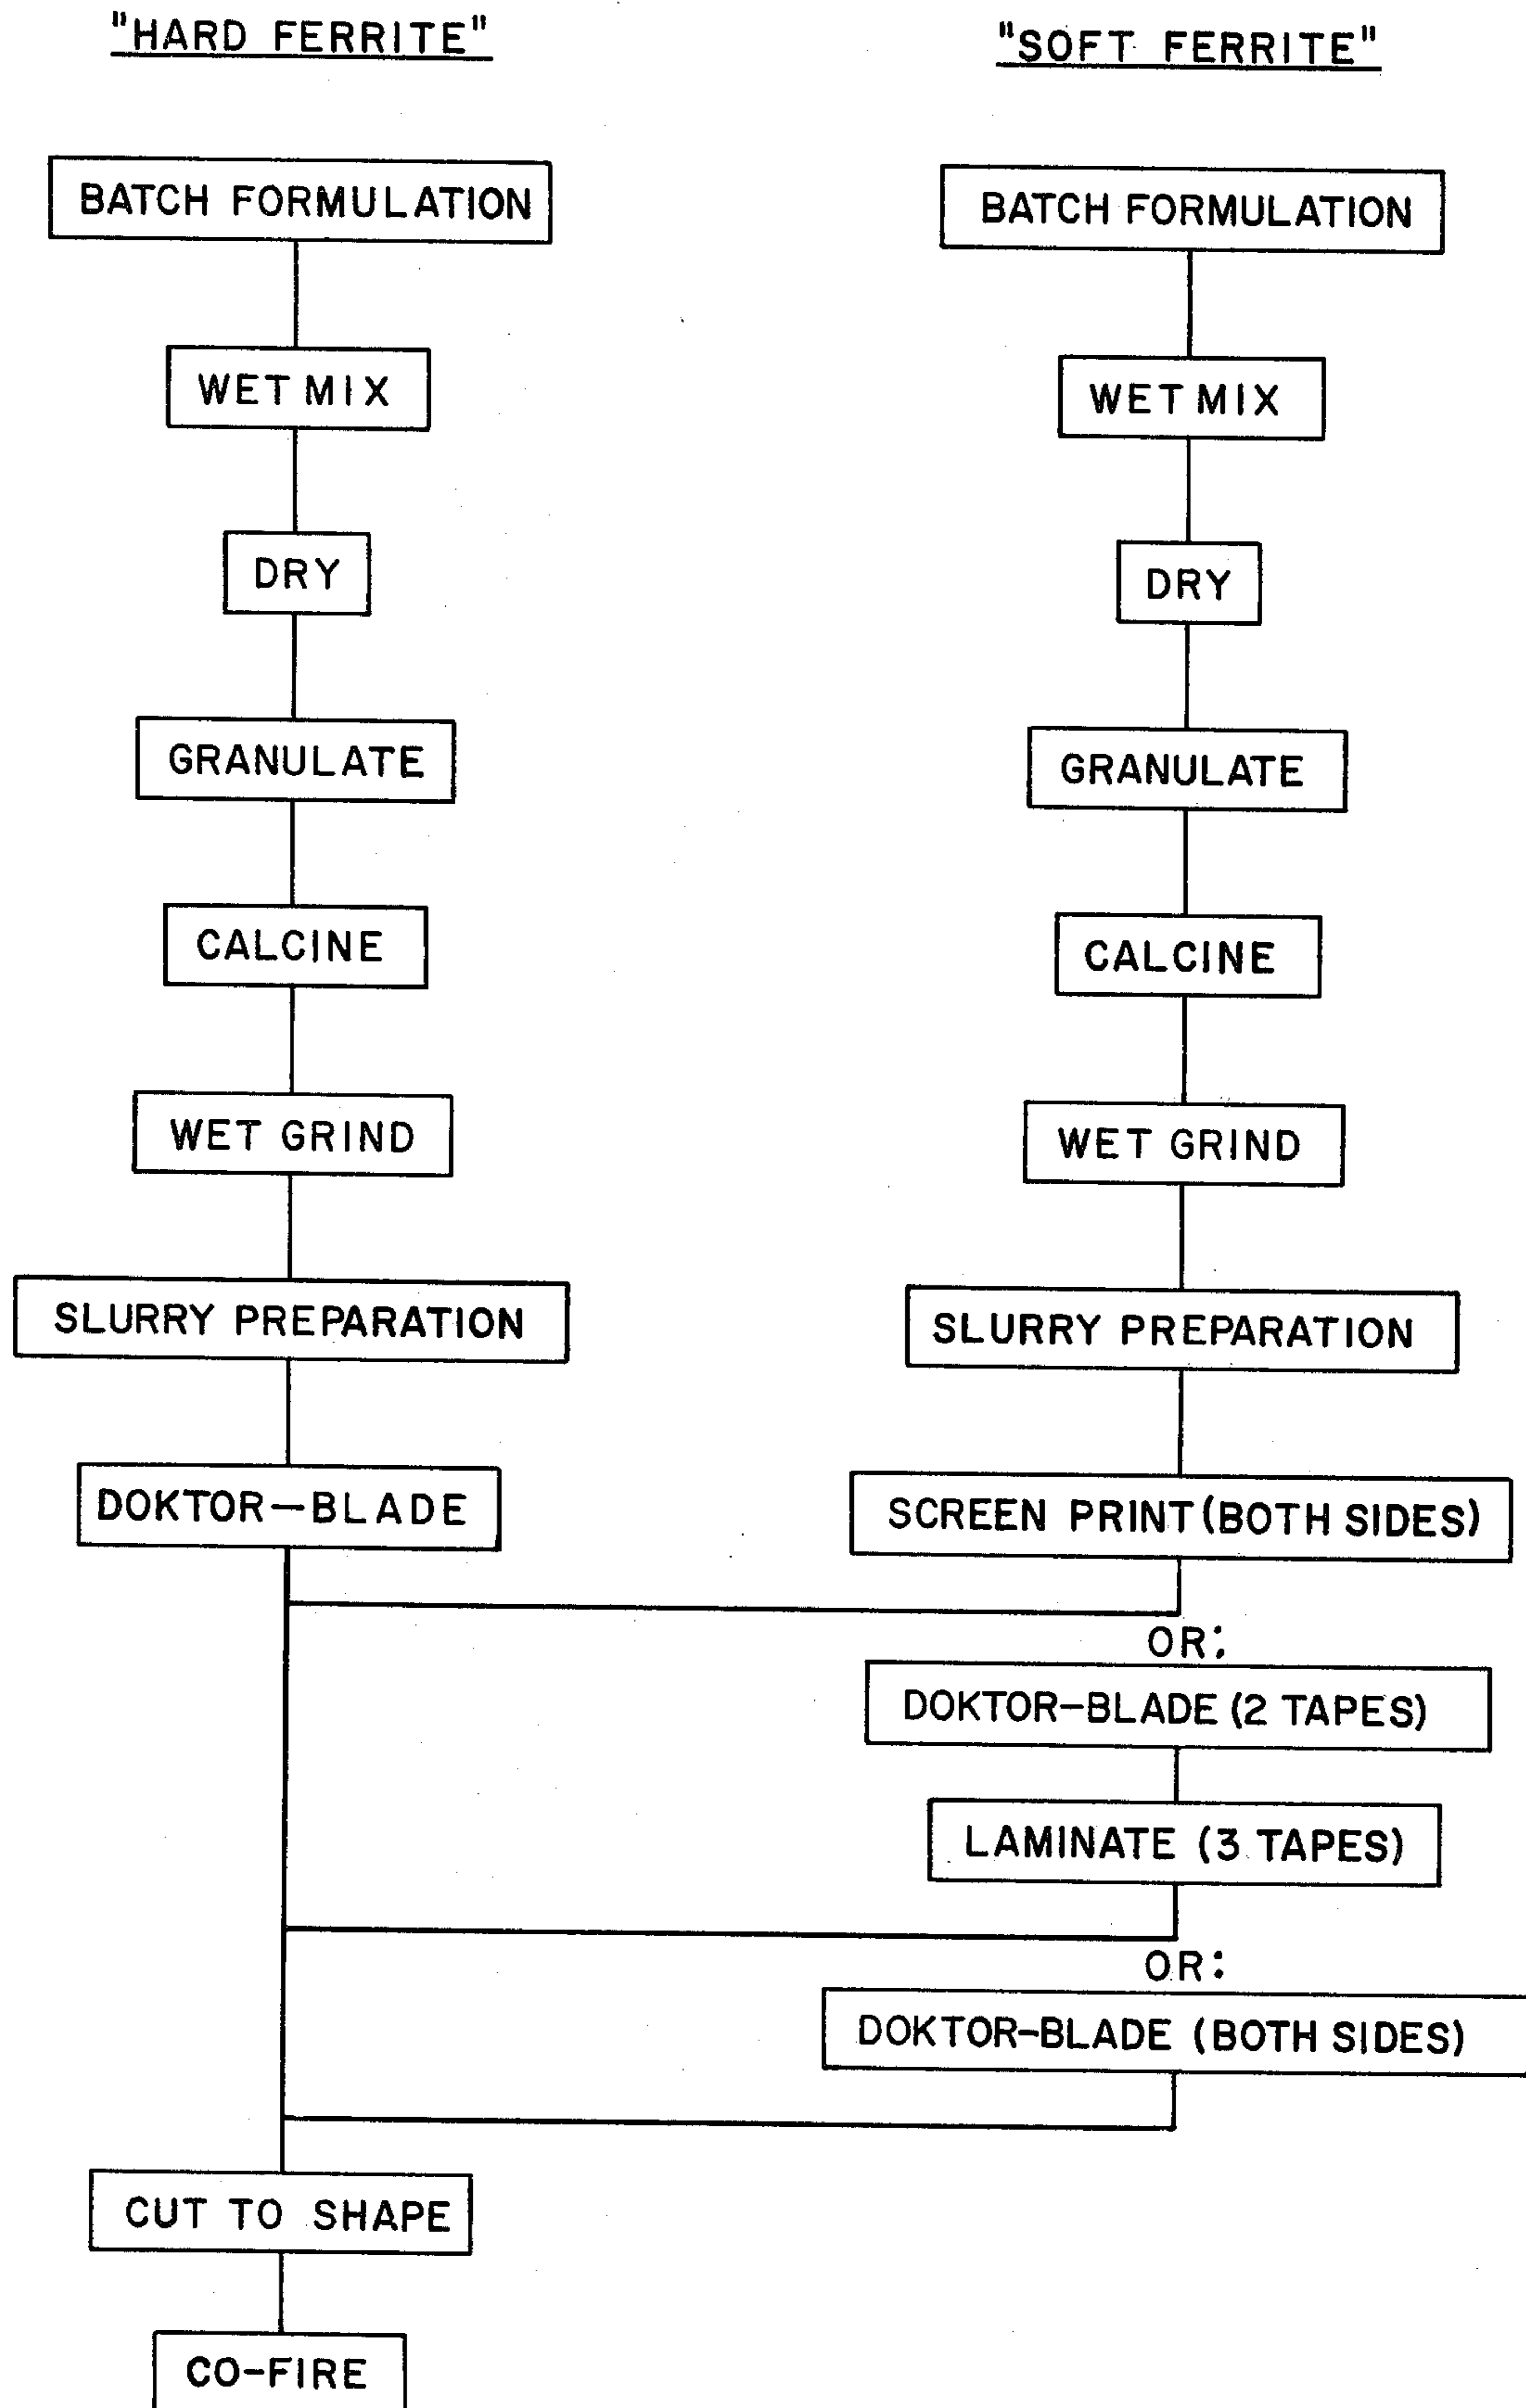 "HARD FERRITE"
BATCH FORMULATION
WET MIX
DRY
GRANULATE
CALCINE
WET GRIND
SLURRY PREPARATION
DOKTOR-BLADE
"SOFT FERRITE"
BATCH FORMULATION
WET MIX
DRY
GRANULATE
CALCINE
WET GRIND
SLURRY PREPARATION
SCREEN PRINT (BOTH SIDES)
OR:
DOKTOR-BLADE (2 TAPES)
LAMINATE (3 TAPES)
OR:
DOKTOR-BLADE (BOTH SIDES)
CUT TO SHAPE
CO-FIRE